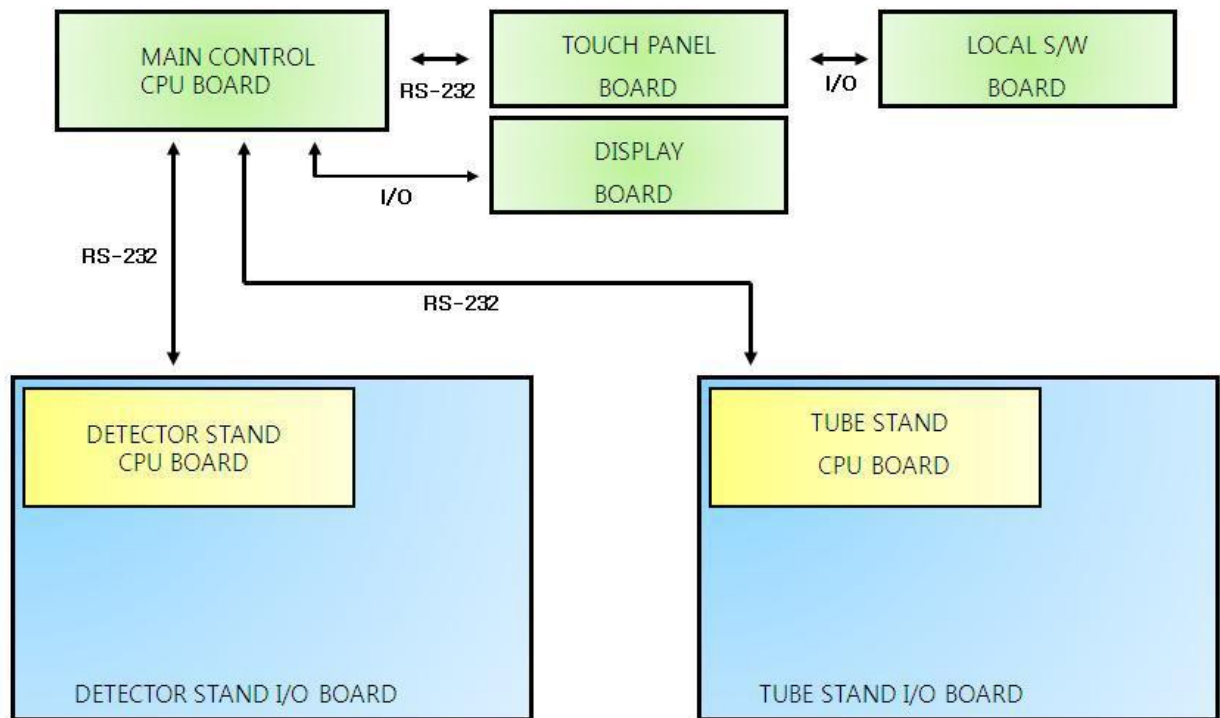 MAIN CONTROL
CPU BOARD
RS-232
TOUCH PANEL
BOARD
I/O
LOCAL S/W
BOARD
DISPLAY
BOARD
I/O
RS-232
RS-232
DETECTOR STAND
CPU BOARD
DETECTOR STAND I/O BOARD
TUBE STAND
CPU BOARD
TUBE STAND I/O BOARD